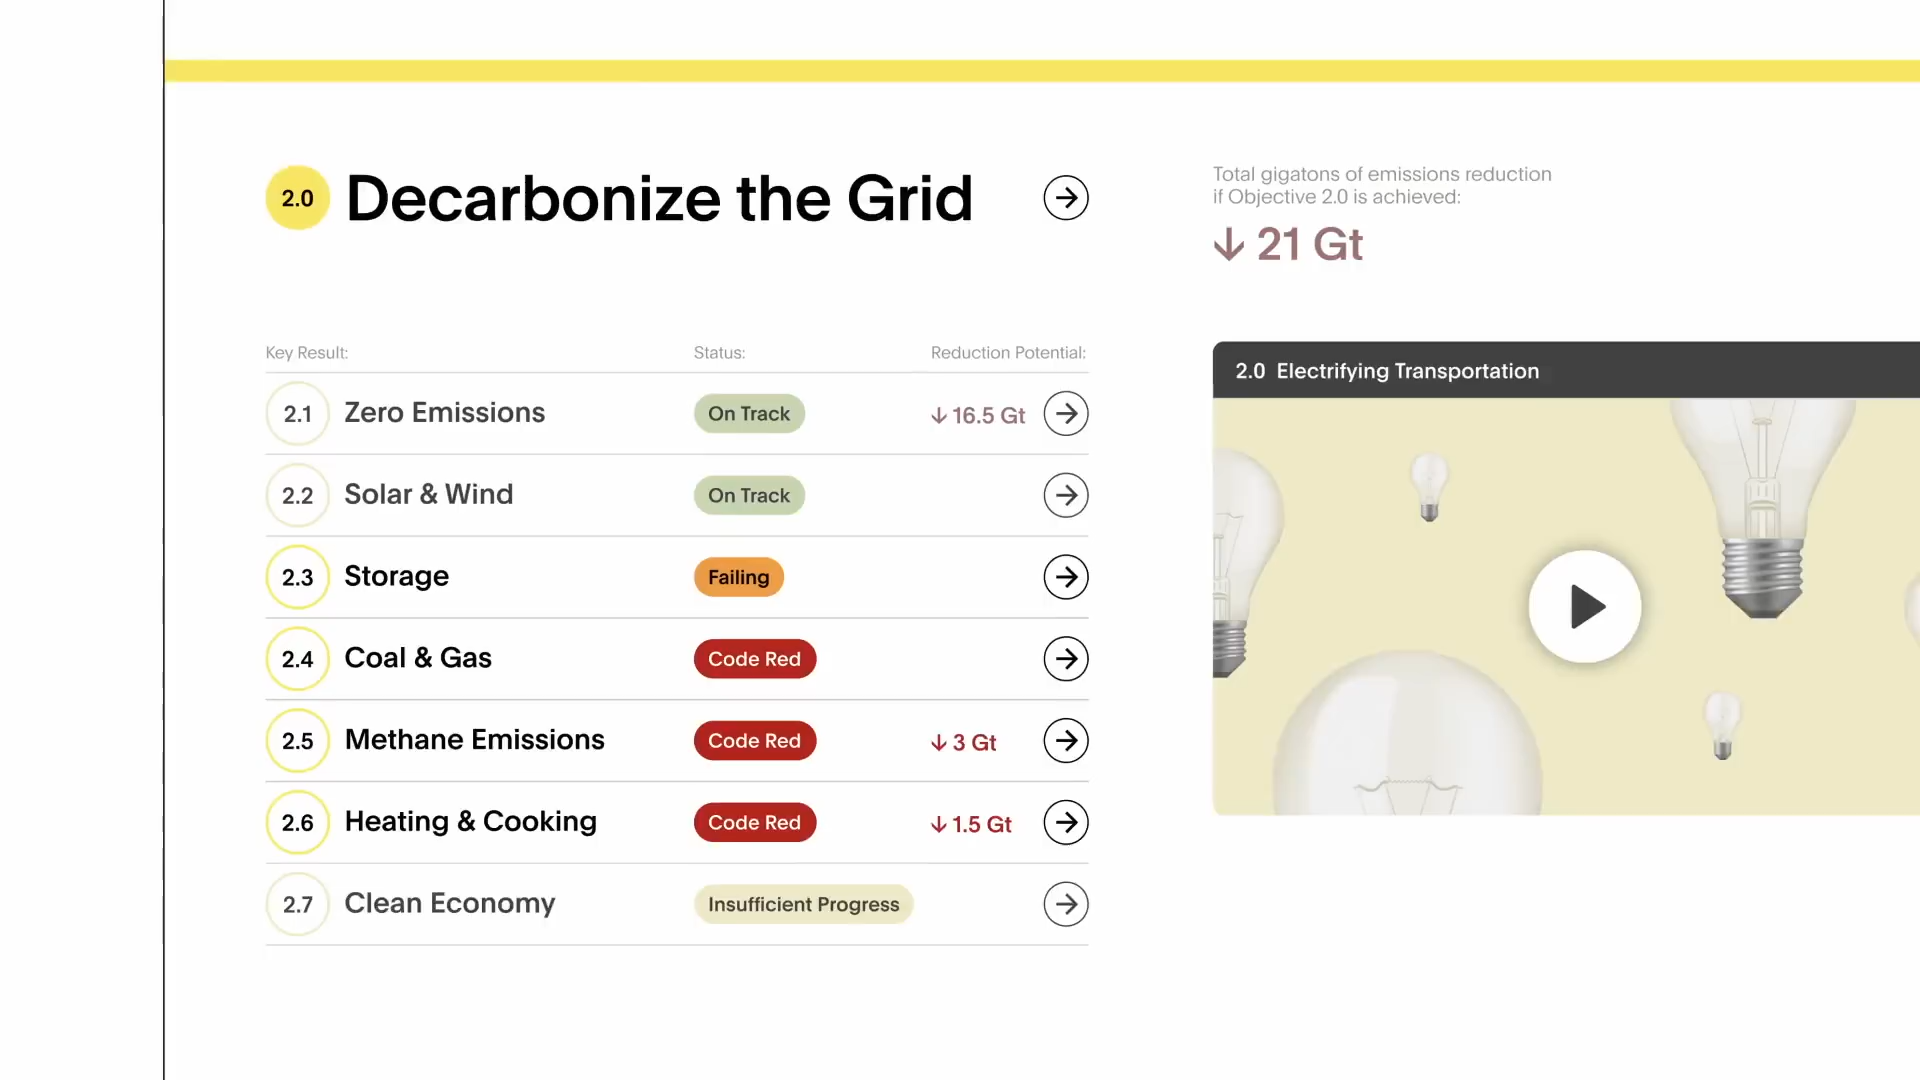 2.0 Decarbonize the Grid
Total gigatons of emissions reduction
if Objective 2.0 is achieved:
↓ 21 Gt
Key Result: Status: Reduction Potential:
2.1 Zero Emissions On Track ↓ 16.5 Gt
2.2 Solar & Wind On Track
2.3 Storage Failing
2.4 Coal & Gas Code Red
2.5 Methane Emissions Code Red ↓ 3 Gt
2.6 Heating & Cooking Code Red ↓ 1.5 Gt
2.7 Clean Economy Insufficient Progress
2.0 Electrifying Transportation